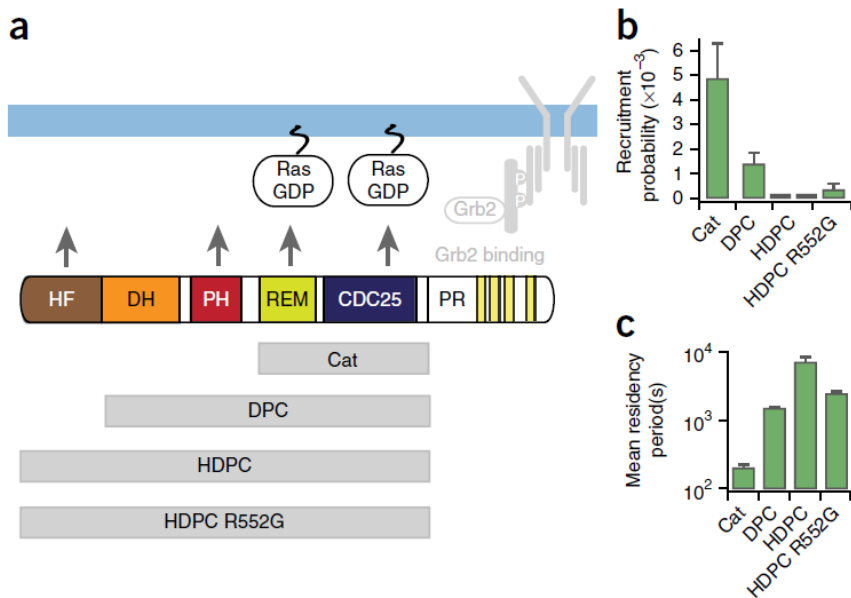 a
Ras
GDP
Ras
GDP
P
P
Grb2
Grb2 binding
HF
DH
PH
REM
CDC25
PR
Cat
DPC
HDPC
HDPC R552G
b
Recruitment
probability (×10⁻³)
6
5
4
3
2
1
0
Cat
DPC
HDPC
HDPC R552G
c
Mean residency
period(s)
10⁴
10³
10²
Cat
DPC
HDPC
HDPC R552G